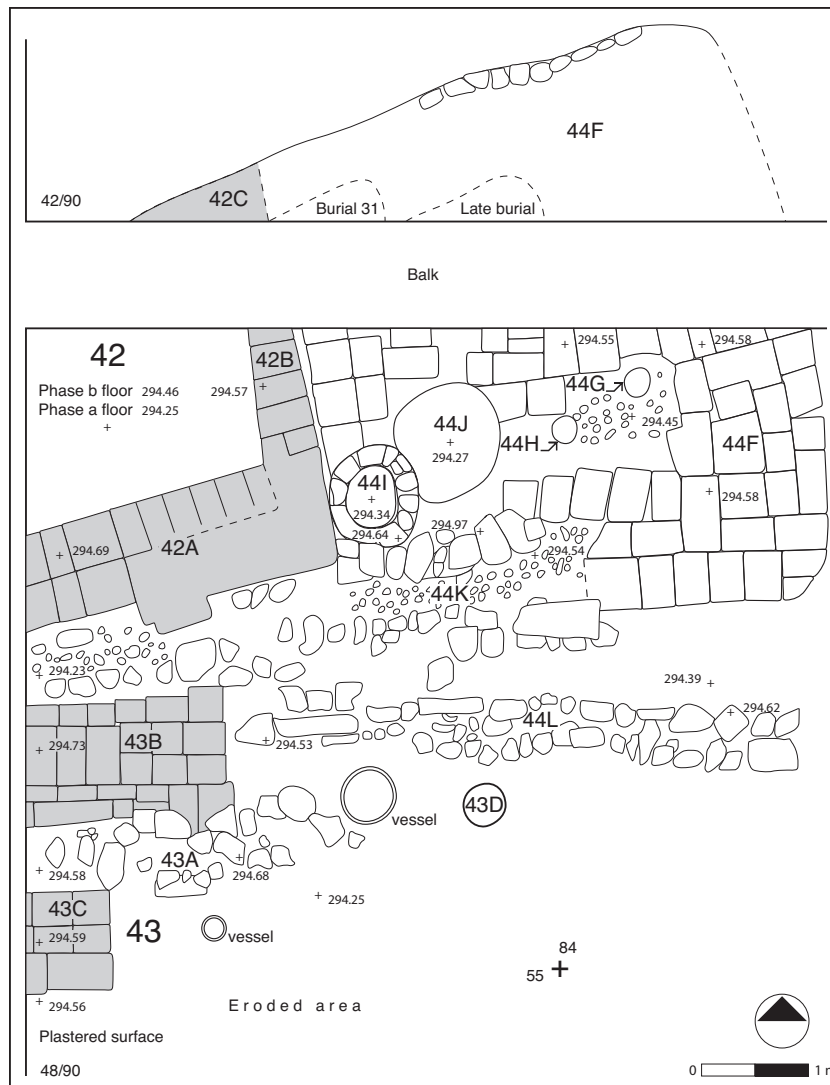 44F
42C
42/90
Burial 31
Late burial
Balk
42
42B
294.55
294.58
Phase b floor 294.46
294.57
Phase a floor 294.25
44G
44J
294.45
44H
44F
294.27
44I
294.34
294.58
294.64
294.97
294.69
42A
294.54
44K
294.23
294.39
294.62
44L
43B
294.73
294.53
43D
vessel
43A
294.58
294.68
294.25
43C
43
294.59
vessel
84
55
294.56
Eroded area
Plastered surface
48/90
0 1 m